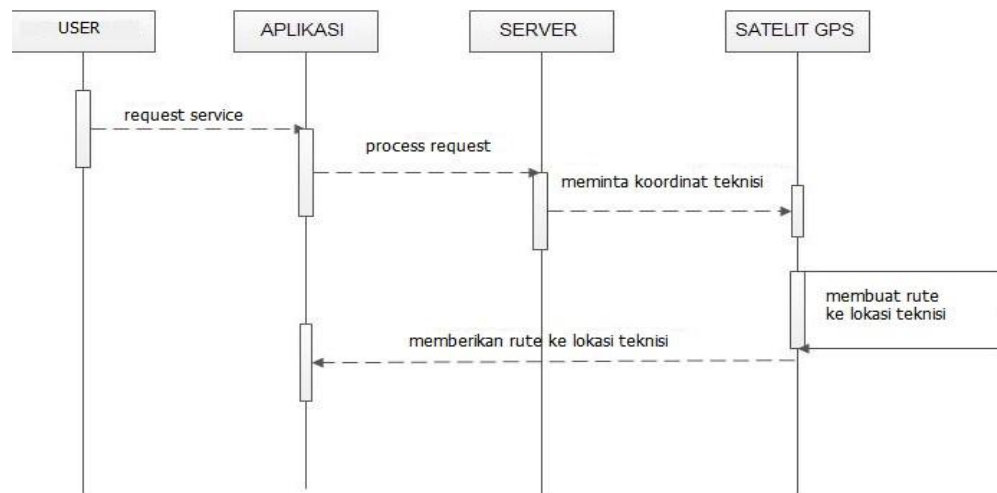 USER
APLIKASI
SERVER
SATELIT GPS
request service
process request
meminta koordinat teknisi
membuat rute
ke lokasi teknisi
memberikan rute ke lokasi teknisi